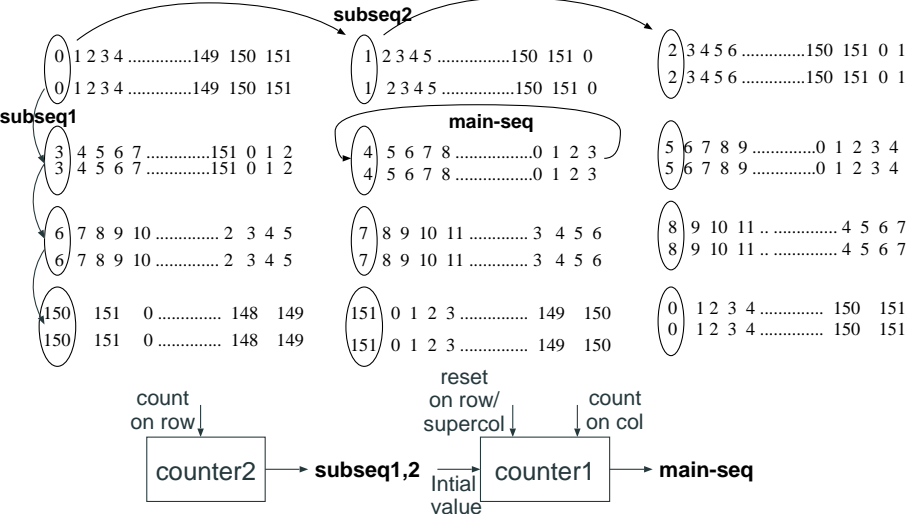 subseq2
0 1 2 3 4 ..............149 150 151
0 1 2 3 4 ..............149 150 151
1 2 3 4 5 ................150 151 0
1 2 3 4 5 ................150 151 0
2 3 4 5 6 ..............150 151 0 1
2 3 4 5 6 ..............150 151 0 1
subseq1
main-seq
3 4 5 6 7 ..............151 0 1 2
3 4 5 6 7 ..............151 0 1 2
4 5 6 7 8 .................0 1 2 3
4 5 6 7 8 .................0 1 2 3
5 6 7 8 9 ..............0 1 2 3 4
5 6 7 8 9 ..............0 1 2 3 4
6 7 8 9 10 .............. 2 3 4 5
6 7 8 9 10 .............. 2 3 4 5
7 8 9 10 11 .............. 3 4 5 6
7 8 9 10 11 .............. 3 4 5 6
8 9 10 11 .. .............. 4 5 6 7
8 9 10 11 .. .............. 4 5 6 7
150 151 0 .............. 148 149
150 151 0 .............. 148 149
151 0 1 2 3 ............... 149 150
151 0 1 2 3 ............... 149 150
0 1 2 3 4 .............. 150 151
0 1 2 3 4 .............. 150 151
count
on row
reset
on row/
supercol
count
on col
counter2
subseq1,2
Intial
value
counter1
main-seq